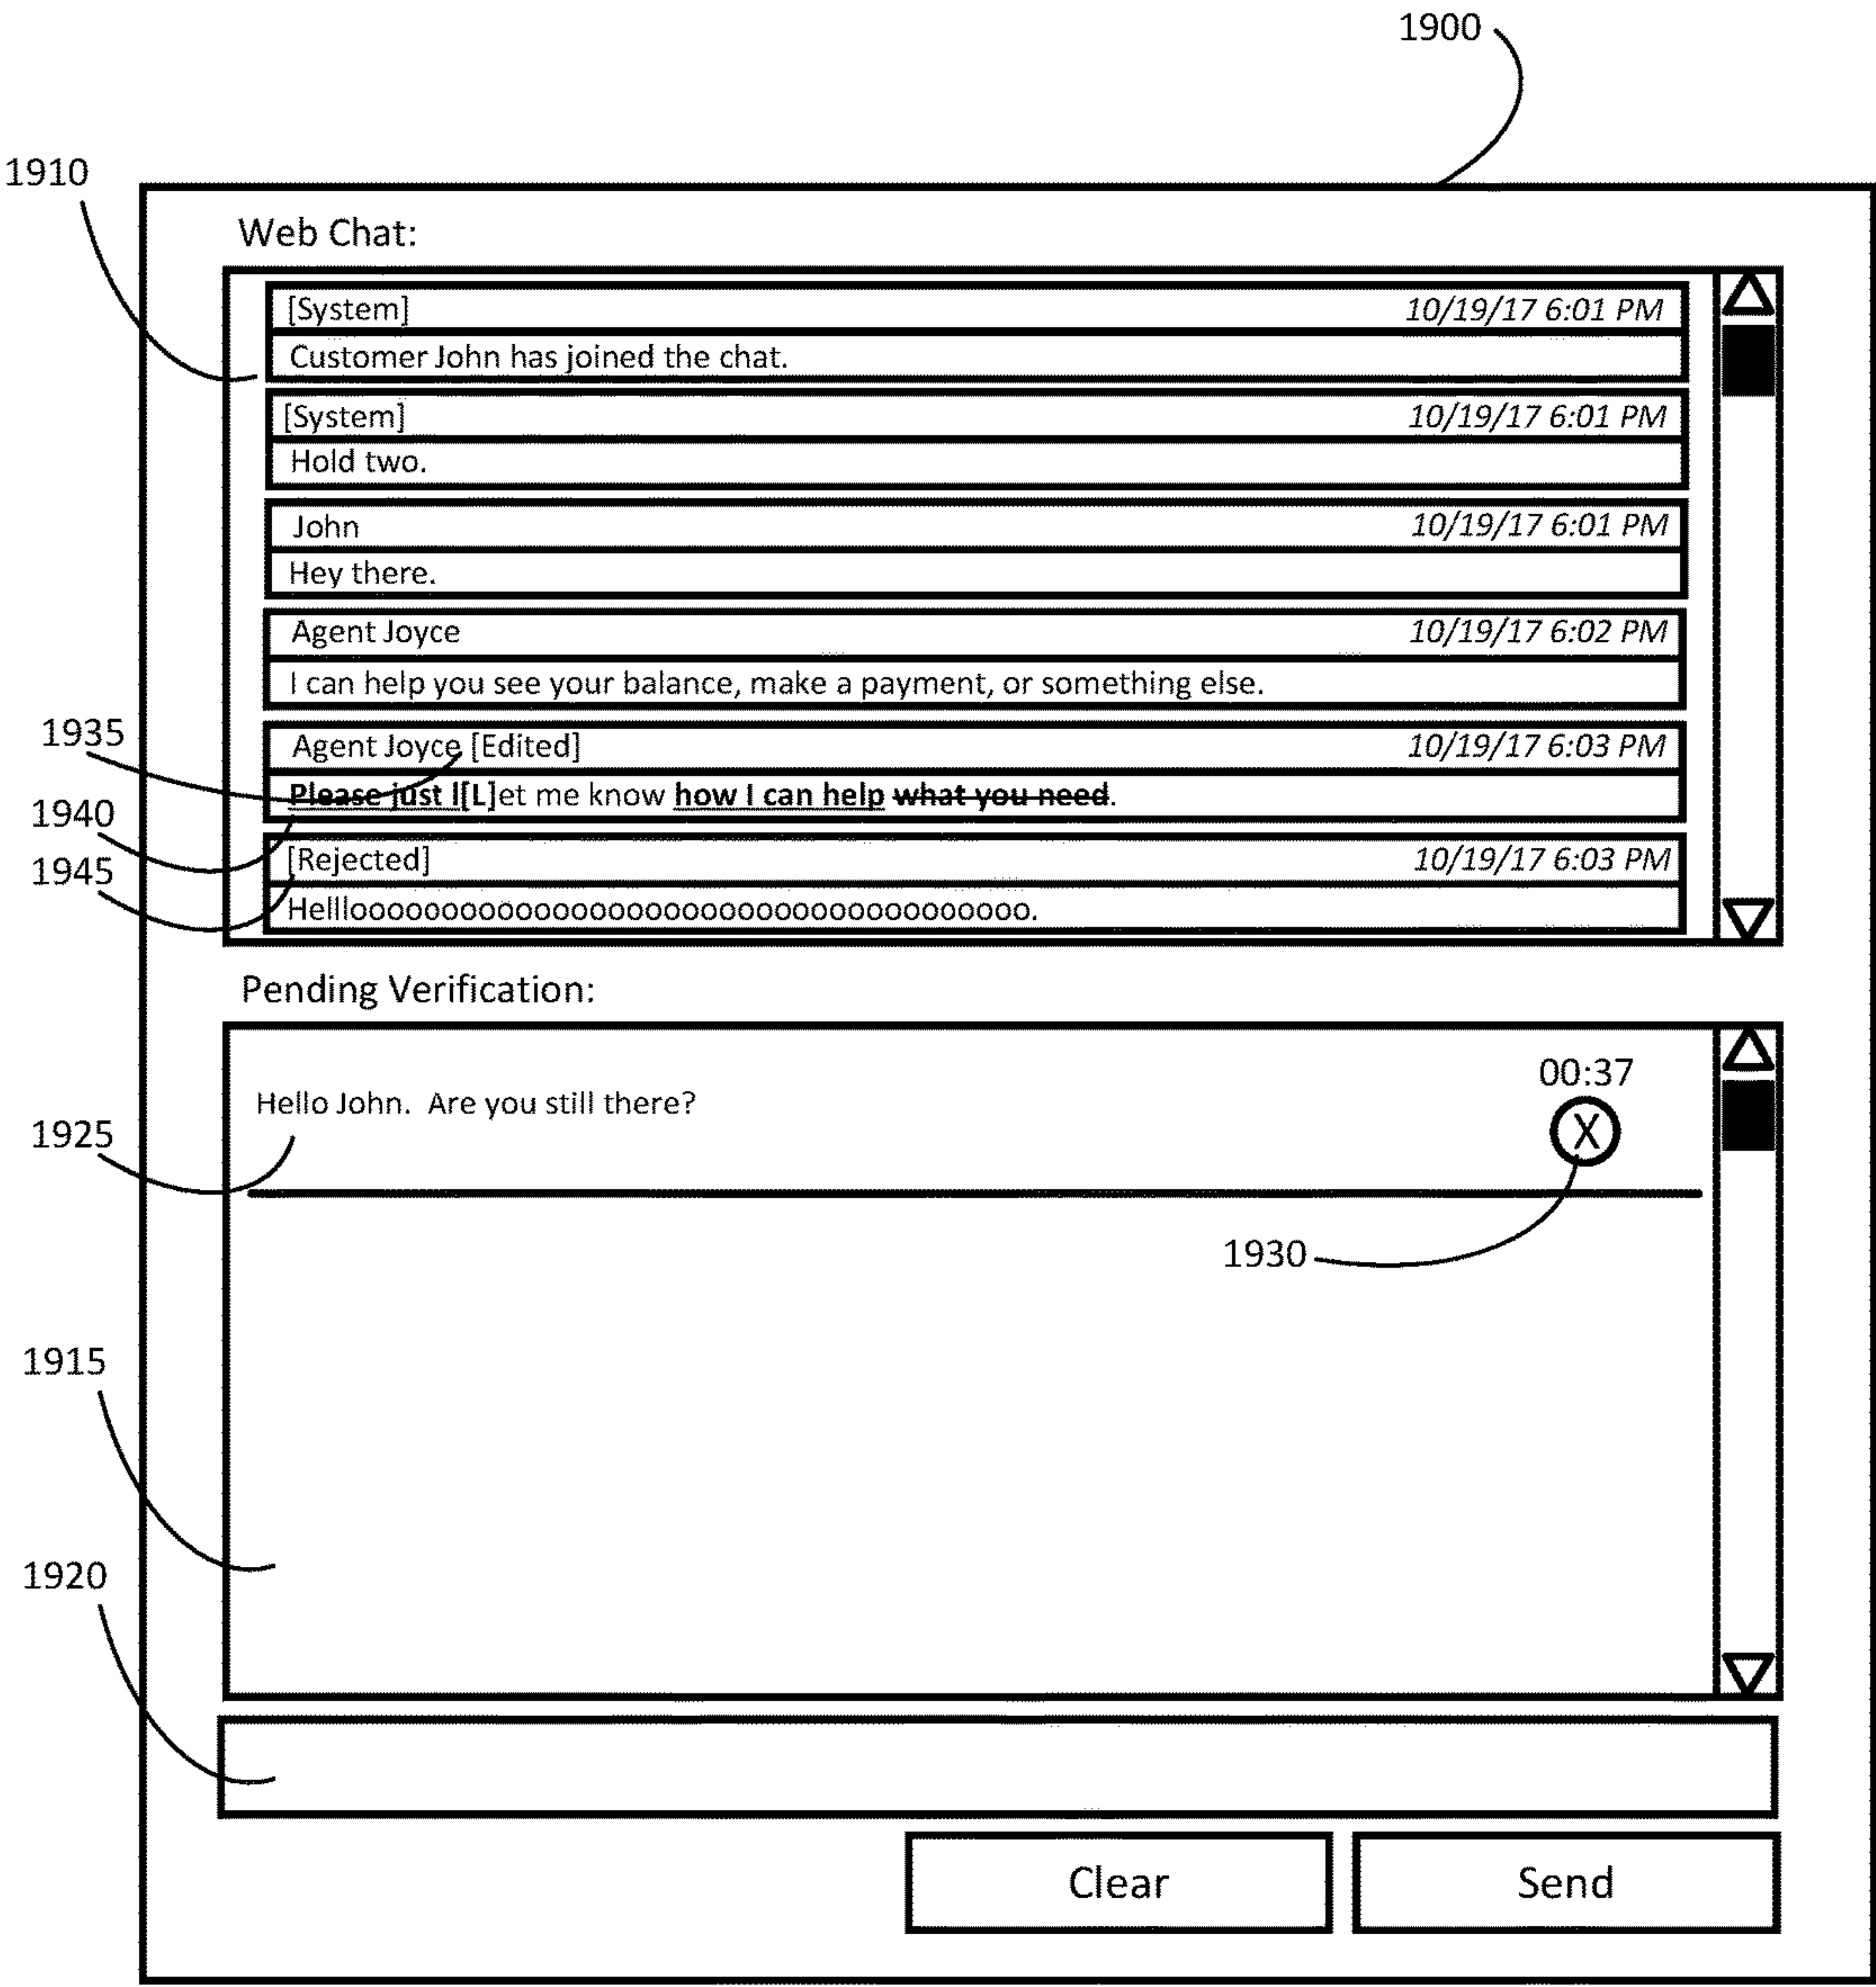 1900
1910
Web Chat:
[System] 10/19/17 6:01 PM
Customer John has joined the chat.
[System] 10/19/17 6:01 PM
Hold two.
John 10/19/17 6:01 PM
Hey there.
Agent Joyce 10/19/17 6:02 PM
I can help you see your balance, make a payment, or something else.
1935
Agent Joyce [Edited] 10/19/17 6:03 PM
Please just l[L]et me know how I can help what you need.
1940
1945
[Rejected] 10/19/17 6:03 PM
Hellloooooooooooooooooooooooooooooooooooooo.
Pending Verification:
00:37
Hello John. Are you still there?
X
1925
1930
1915
1920
Clear Send